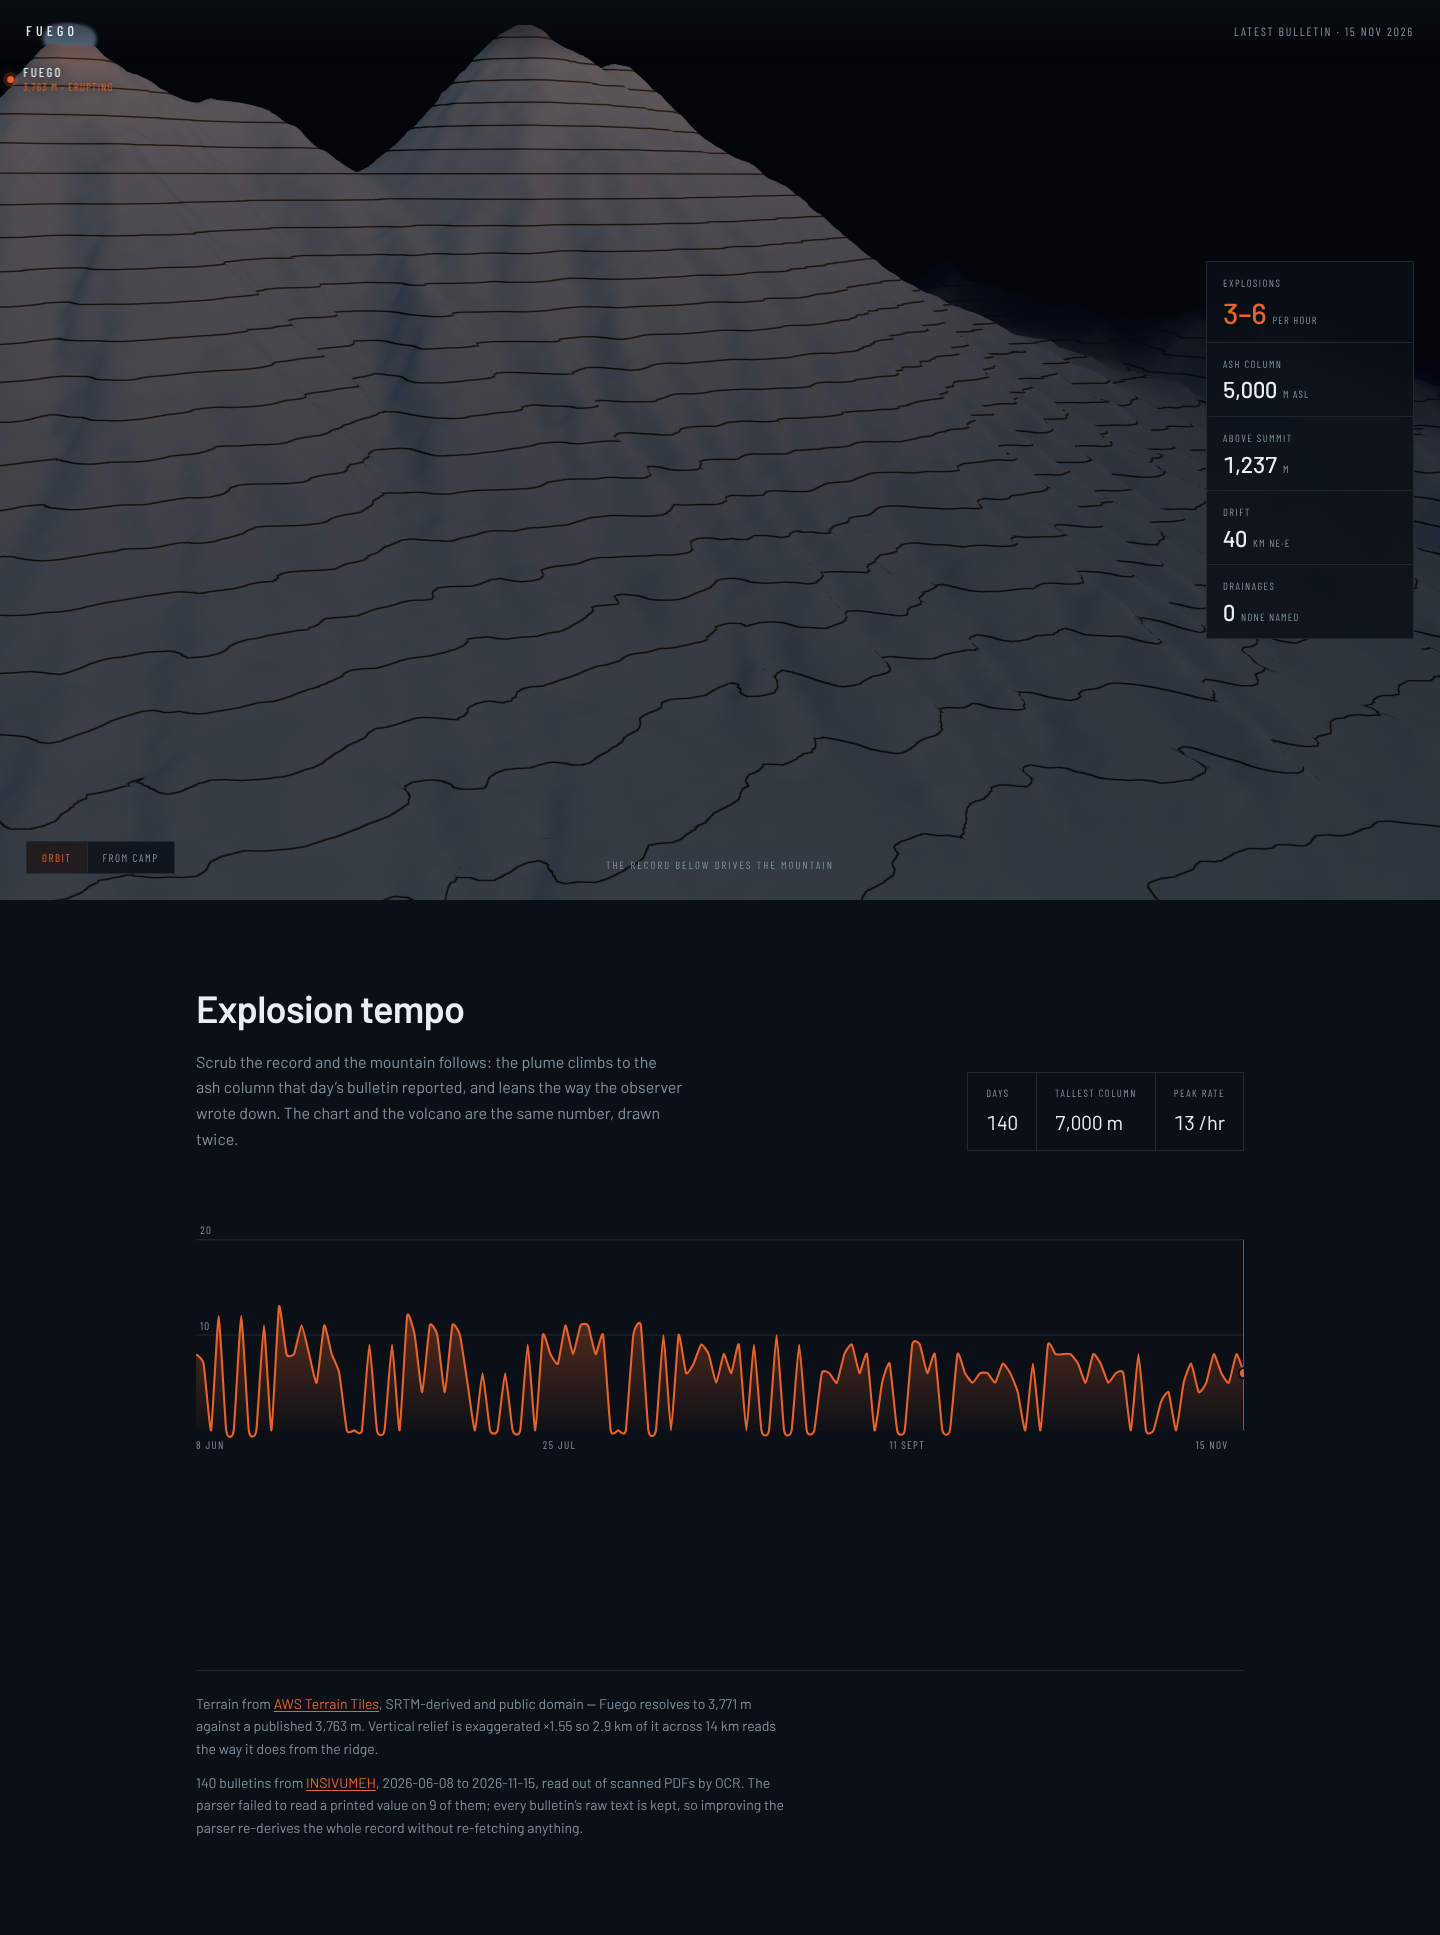 FUEGO
LATEST BULLETIN · 15 NOV 2026
FUEGO
3,763 M · ERUPTING
EXPLOSIONS
3–6 PER HOUR
ASH COLUMN
5,000 M ASL
ABOVE SUMMIT
1,237 M
DRIFT
40 KM NE·E
DRAINAGES
0 NONE NAMED
ORBIT
FROM CAMP
THE RECORD BELOW DRIVES THE MOUNTAIN
Explosion tempo
Scrub the record and the mountain follows: the plume climbs to the
ash column that day’s bulletin reported, and leans the way the observer
wrote down. The chart and the volcano are the same number, drawn
twice.
DAYS
140
TALLEST COLUMN
7,000 m
PEAK RATE
13 /hr
20
10
8 JUN
25 JUL
11 SEPT
15 NOV
Terrain from AWS Terrain Tiles, SRTM-derived and public domain — Fuego resolves to 3,771 m
against a published 3,763 m. Vertical relief is exaggerated ×1.55 so 2.9 km of it across 14 km reads
the way it does from the ridge.
140 bulletins from INSIVUMEH, 2026-06-08 to 2026-11-15, read out of scanned PDFs by OCR. The
parser failed to read a printed value on 9 of them; every bulletin’s raw text is kept, so improving the
parser re-derives the whole record without re-fetching anything.